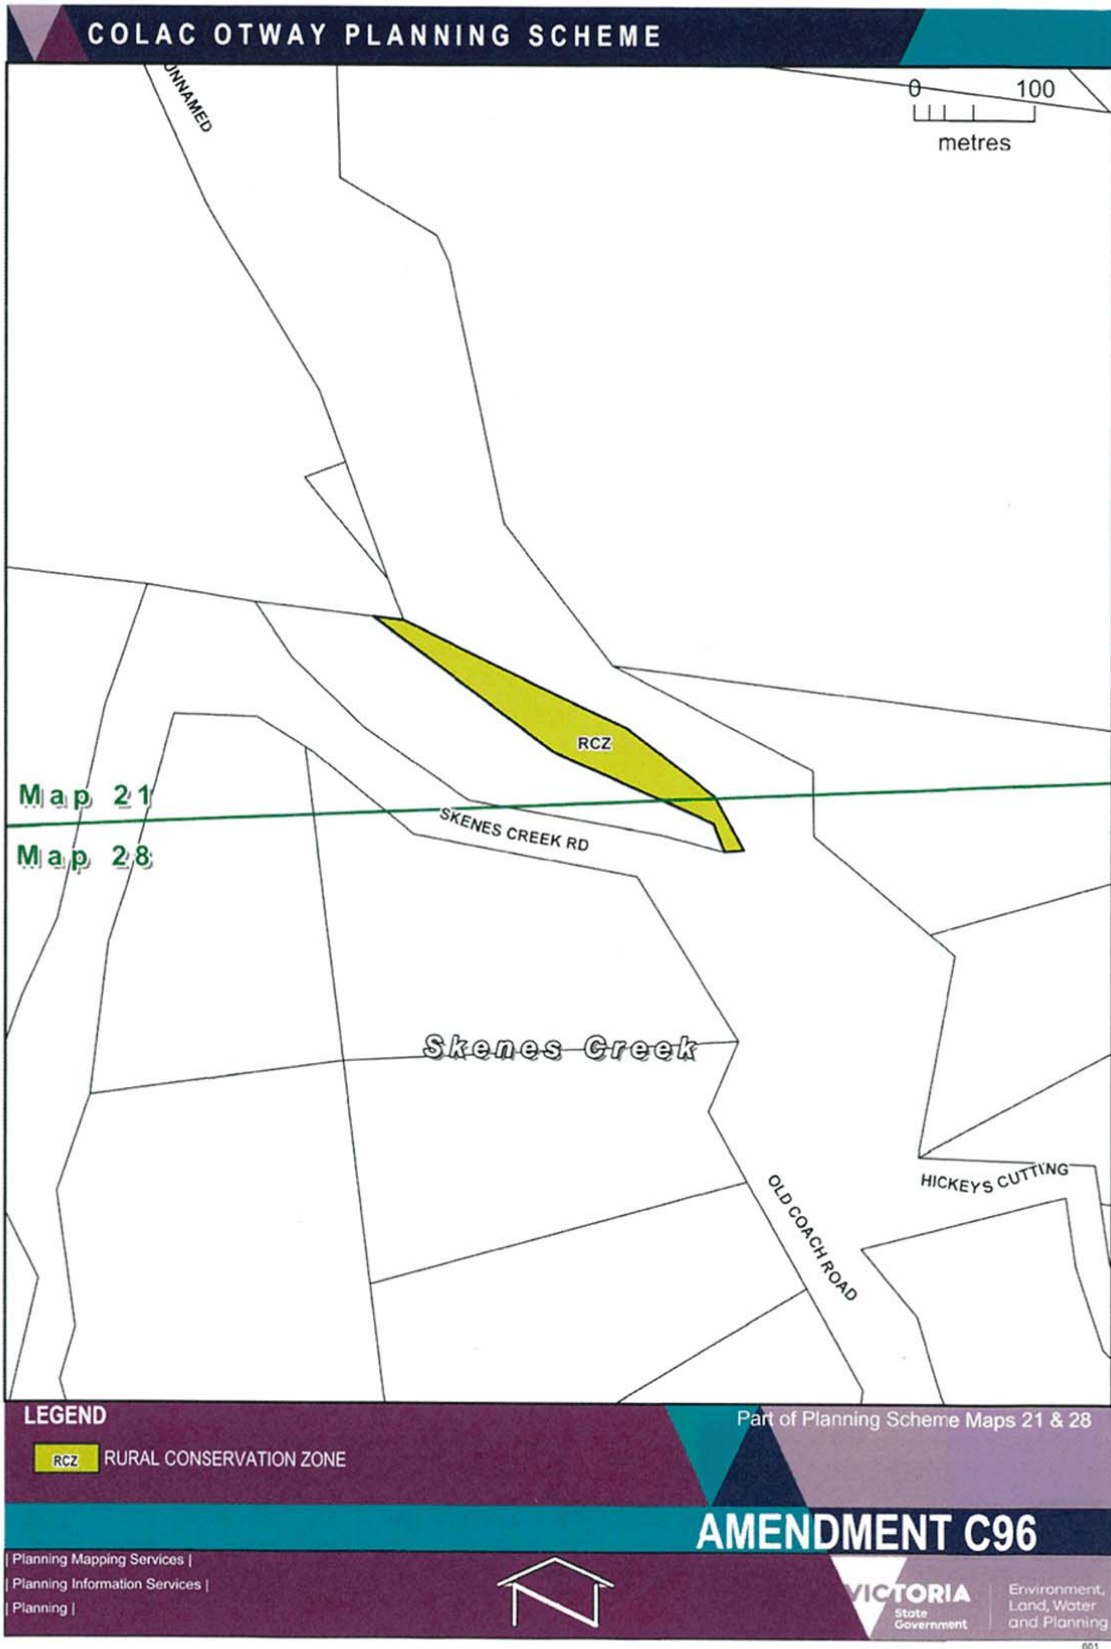 COLAC OTWAY PLANNING SCHEME
UNNAMED
0 100
metres
RCZ
Map 21
Map 28
SKENES CREEK RD
Skenes Creek
HICKEYS CUTTING
OLD COACH ROAD
LEGEND
RCZ RURAL CONSERVATION ZONE
Part of Planning Scheme Maps 21 & 28
AMENDMENT C96
| Planning Mapping Services |
| Planning Information Services |
| Planning |
N
VICTORIA
State
Government
Environment,
Land, Water
and Planning
001